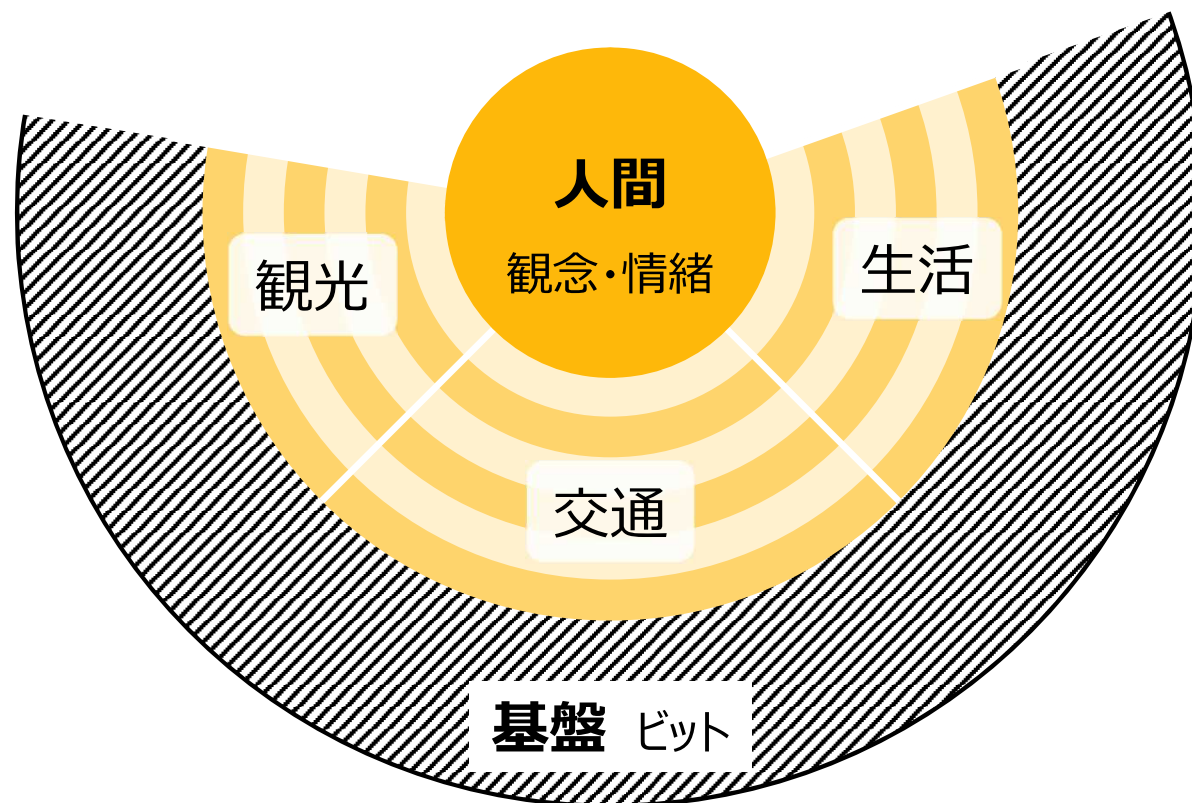 人間
観念・情緒
観光
生活
交通
基盤 ビット